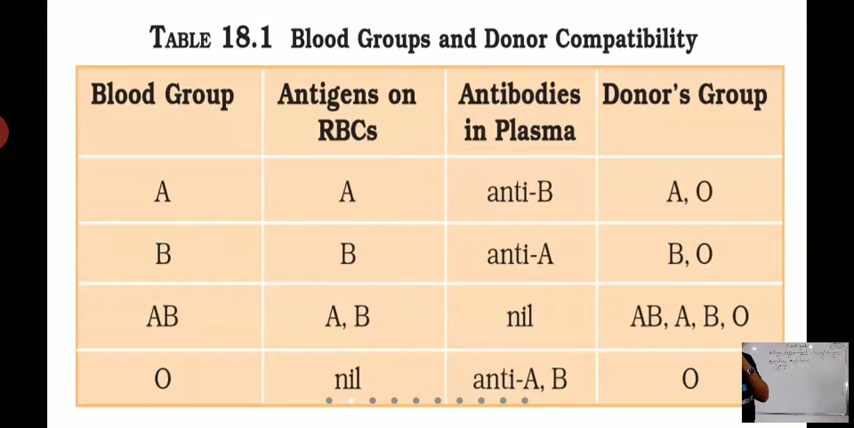 TABLE 18.1 Blood Groups and Donor Compatibility
Blood Group Antigens on RBCs Antibodies in Plasma Donor's Group
A A anti-B A, O
B B anti-A B, O
AB A, B nil AB, A, B, O
O nil anti-A, B O